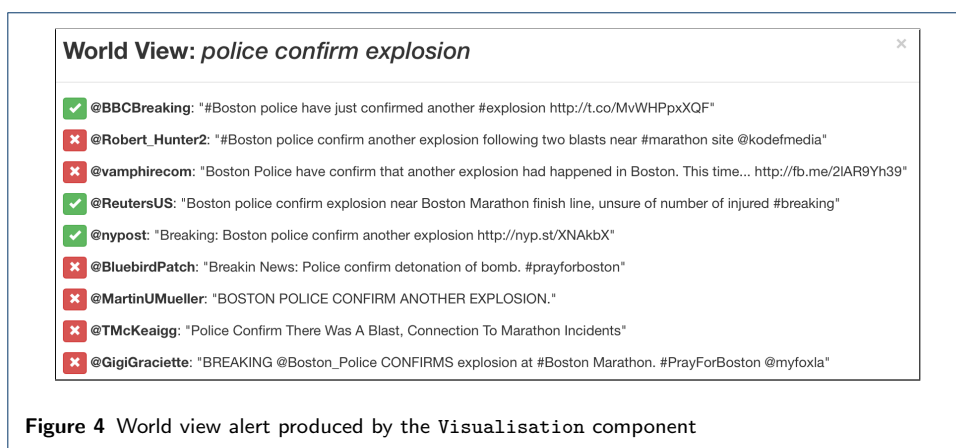 World View: police confirm explosion ×
@BBCBreaking: "#Boston police have just confirmed another #explosion http://t.co/MvWHPpxXQF"
@Robert_Hunter2: "#Boston police confirm another explosion following two blasts near #marathon site @kodefmedia"
@vamphirecom: "Boston Police have confirm that another explosion had happened in Boston. This time... http://fb.me/2lAR9Yh39"
@ReutersUS: "Boston police confirm explosion near Boston Marathon finish line, unsure of number of injured #breaking"
@nypost: "Breaking: Boston police confirm another explosion http://nyp.st/XNAkbX"
@BluebirdPatch: "Breakin News: Police confirm detonation of bomb. #prayforboston"
@MartinUMueller: "BOSTON POLICE CONFIRM ANOTHER EXPLOSION."
@TMcKeaigg: "Police Confirm There Was A Blast, Connection To Marathon Incidents"
@GigiGraciette: "BREAKING @Boston_Police CONFIRMS explosion at #Boston Marathon. #PrayForBoston @myfoxla"
Figure 4 World view alert produced by the Visualisation component